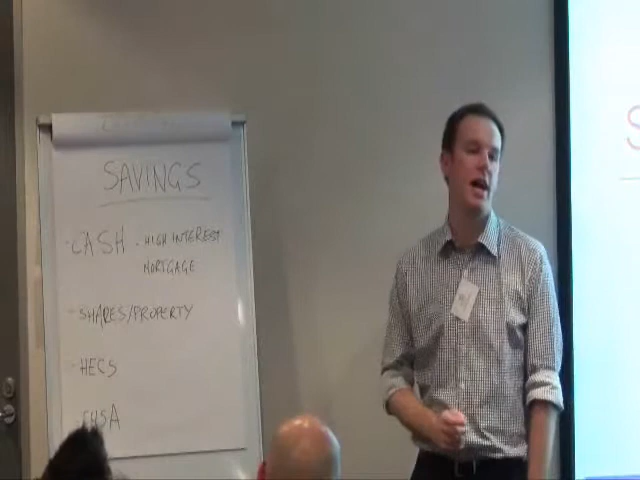 SAVINGS
· CASH · HIGH INTEREST
MORTGAGE
· SHARES/PROPERTY
· HECS
FHSA
S